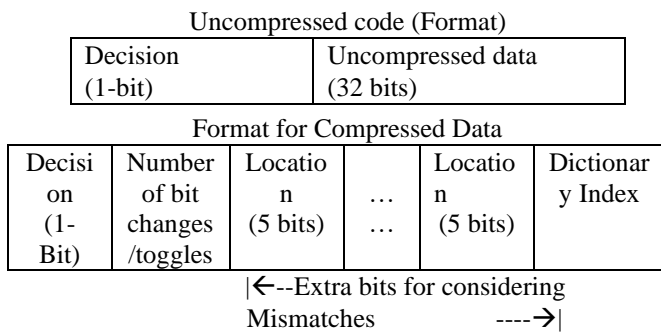 Uncompressed code (Format)
Decision Uncompressed data
(1-bit) (32 bits)
Format for Compressed Data
Decisi Number Locatio Locatio Dictionar
on of bit n … n y Index
(1- changes (5 bits) … (5 bits)
Bit) /toggles
|←--Extra bits for considering
Mismatches ----→|